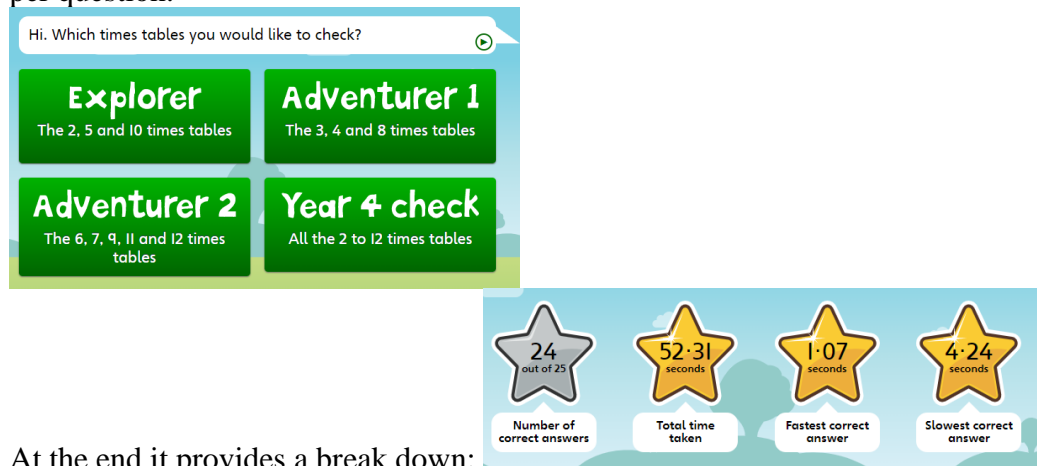 per question.
Hi. Which times tables you would like to check?
Explorer
The 2, 5 and 10 times tables
Adventurer 1
The 3, 4 and 8 times tables
Adventurer 2
The 6, 7, 9, 11 and 12 times
tables
Year 4 check
All the 2 to 12 times tables
24
out of 25
Number of
correct answers
52·31
seconds
Total time
taken
1·07
seconds
Fastest correct
answer
4·24
seconds
Slowest correct
answer
At the end it provides a break down: